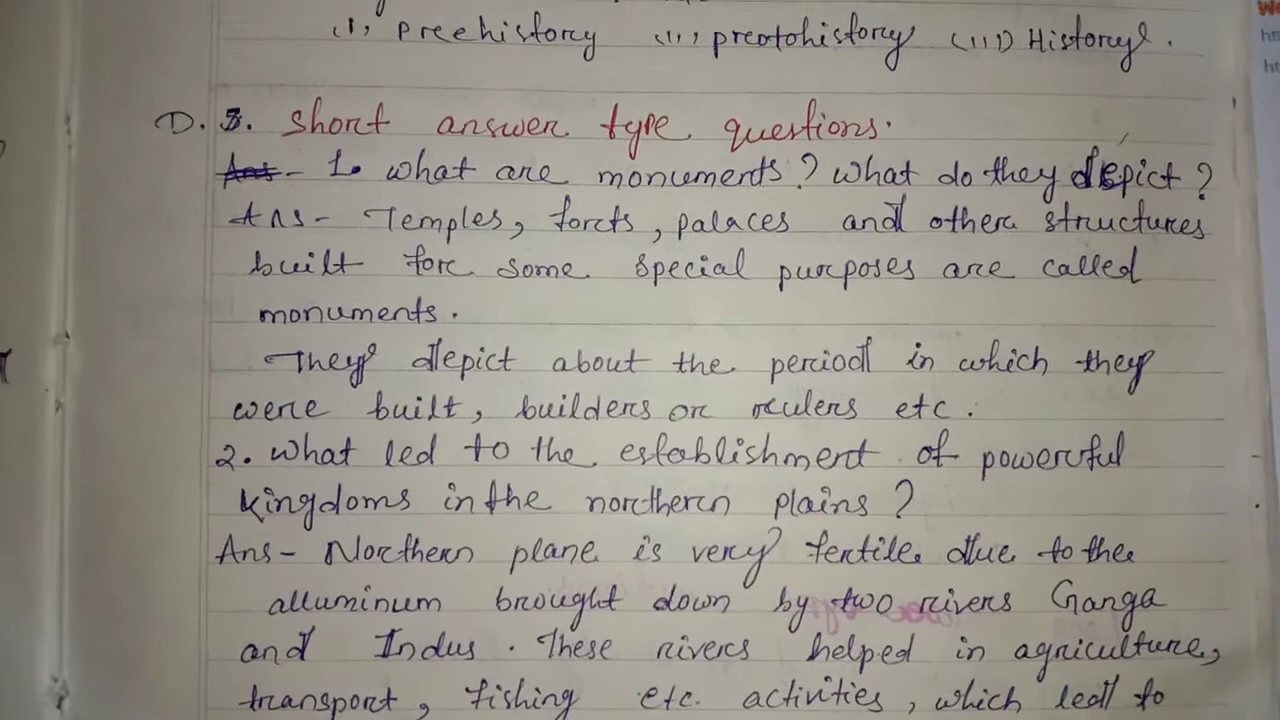 (i) preehistory (ii) preotohistory (iii) History.
D. 3. Short answer type questions.
Ans - 1. what are monuments? What do they depict?
Ans - Temples, forts, palaces and other structures
built for some special purposes are called
monuments.
They depict about the period in which they
were built, builders or rulers etc.
2. What led to the establishment of powerful
kingdoms in the northern plains?
Ans - Northern plane is very fertile due to the
alluminum brought down by two rivers Ganga
and Indus. These rivers helped in agriculture,
transport, fishing etc. activities, which led to